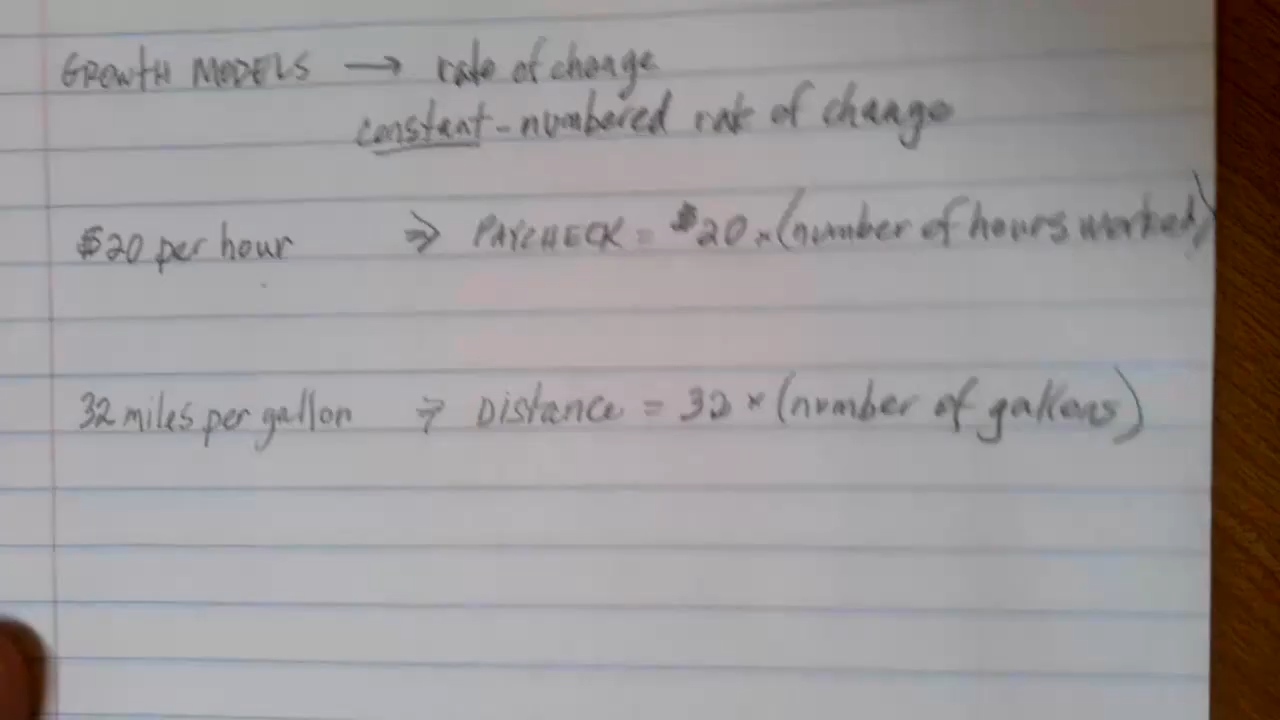 GROWTH MODELS → rate of change
constant-numbered rate of change
$20 per hour ⇒ PAYCHECK = $20 × (number of hours worked)
32 miles per gallon ⇒ Distance = 32 × (number of gallons)